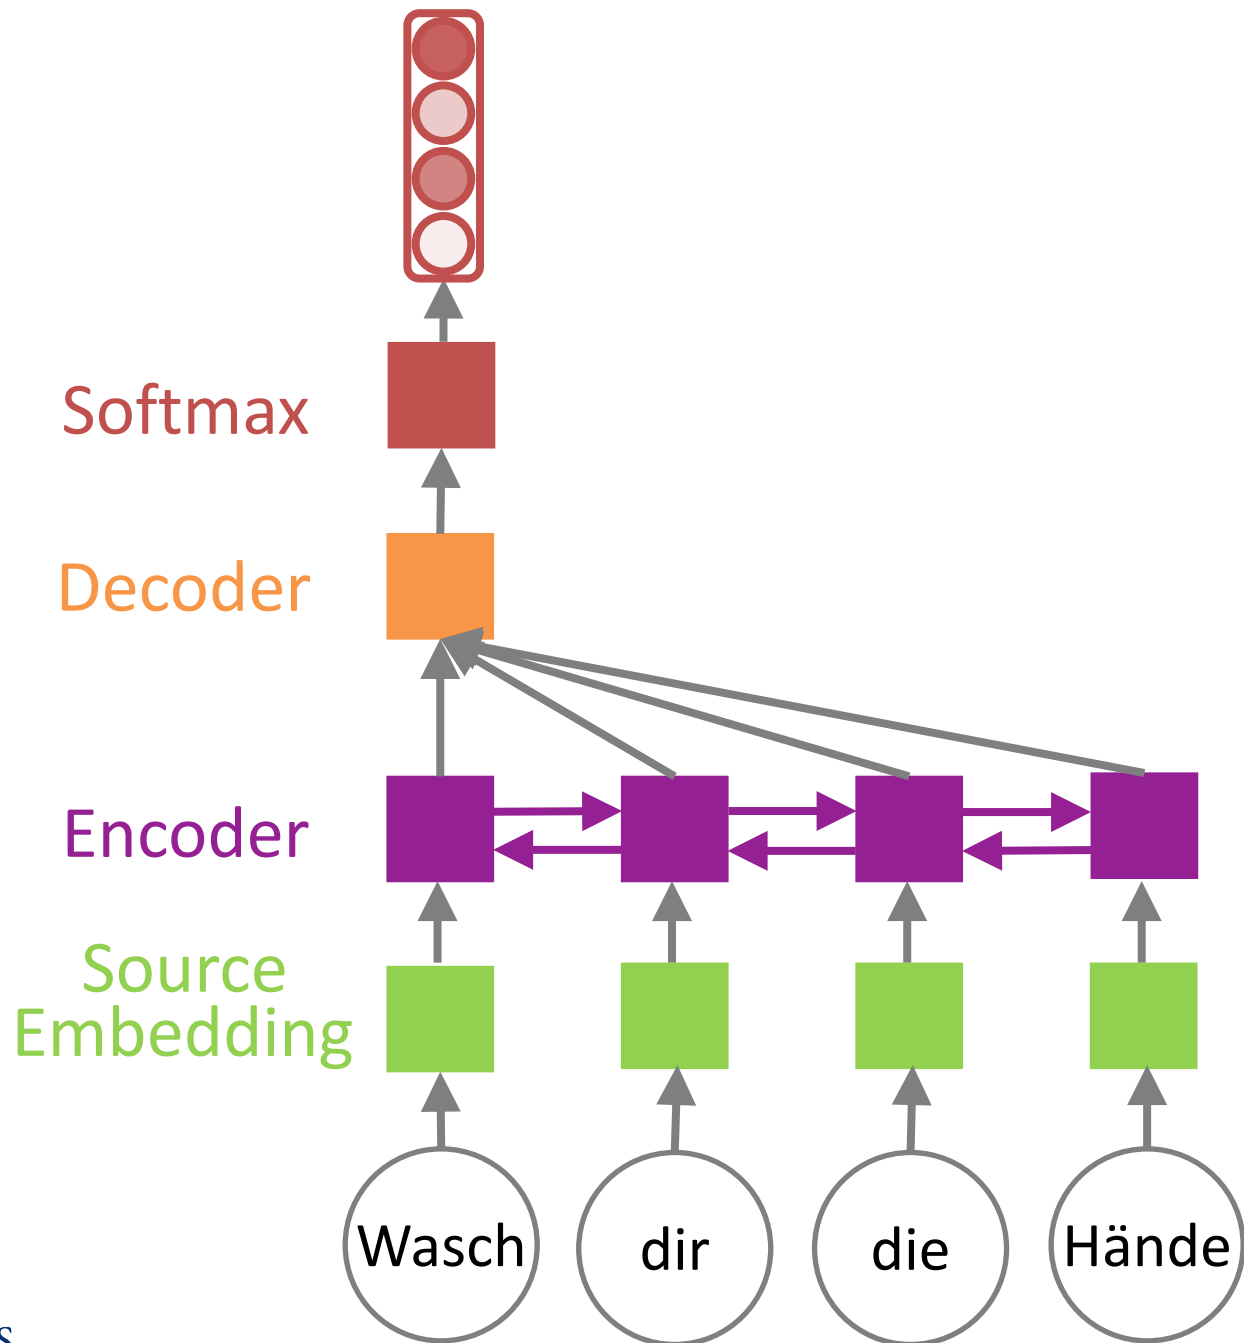 Softmax
Decoder
Encoder
Source
Embedding
Wasch dir die Hände
s